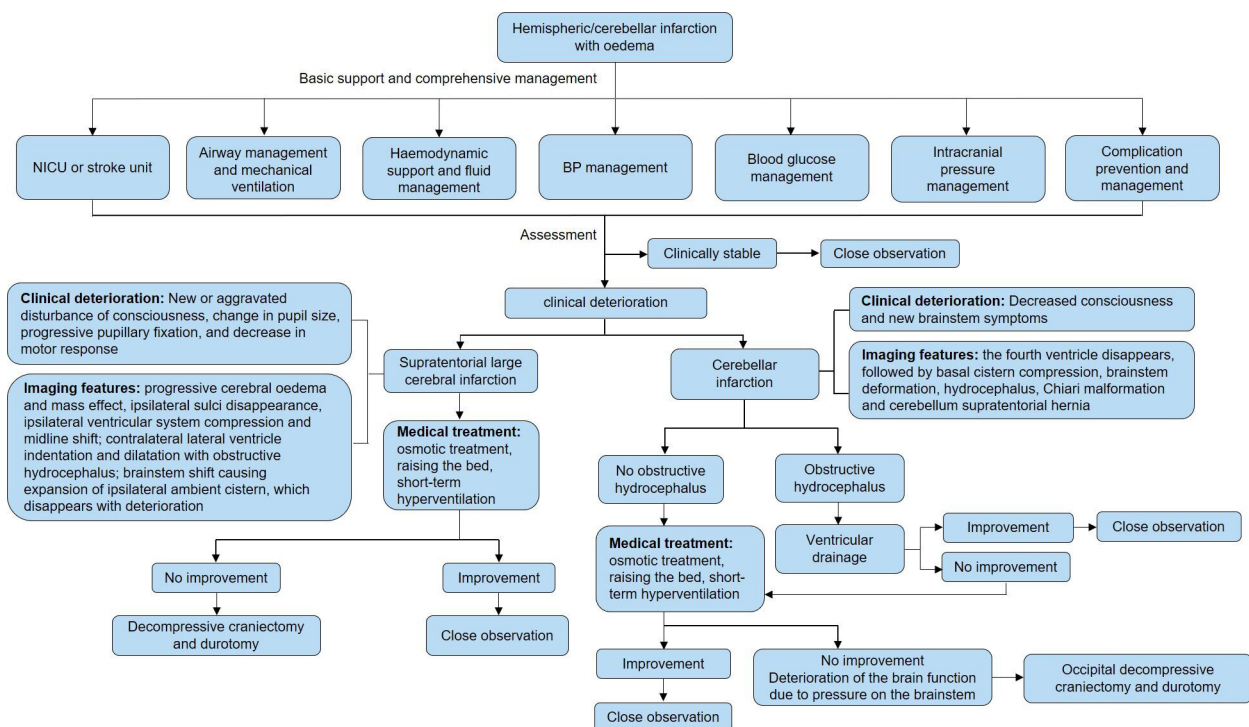 Hemispheric/cerebellar infarction
with oedema
Basic support and comprehensive management
NICU or stroke unit
Airway management
and mechanical
ventilation
Haemodynamic
support and fluid
management
BP management
Blood glucose
management
Intracranial
pressure
management
Complication
prevention and
management
Assessment
Clinically stable
Close observation
clinical deterioration
Clinical deterioration: New or aggravated
disturbance of consciousness, change in pupil size,
progressive pupillary fixation, and decrease in
motor response
Imaging features: progressive cerebral oedema
and mass effect, ipsilateral sulci disappearance,
ipsilateral ventricular system compression and
midline shift; contralateral lateral ventricle
indentation and dilatation with obstructive
hydrocephalus; brainstem shift causing
expansion of ipsilateral ambient cistern, which
disappears with deterioration
Supratentorial large
cerebral infarction
Cerebellar
infarction
Clinical deterioration: Decreased consciousness
and new brainstem symptoms
Imaging features: the fourth ventricle disappears,
followed by basal cistern compression, brainstem
deformation, hydrocephalus, Chiari malformation
and cerebellum supratentorial hernia
Medical treatment:
osmotic treatment,
raising the bed,
short-term
hyperventilation
No improvement
Improvement
Decompressive craniectomy
and durotomy
Close observation
No obstructive
hydrocephalus
Obstructive
hydrocephalus
Medical treatment:
osmotic treatment,
raising the bed, short-
term hyperventilation
Ventricular
drainage
Improvement
Close observation
No improvement
Improvement
Close observation
No improvement
Deterioration of the brain function
due to pressure on the brainstem
Occipital decompressive
craniectomy and durotomy